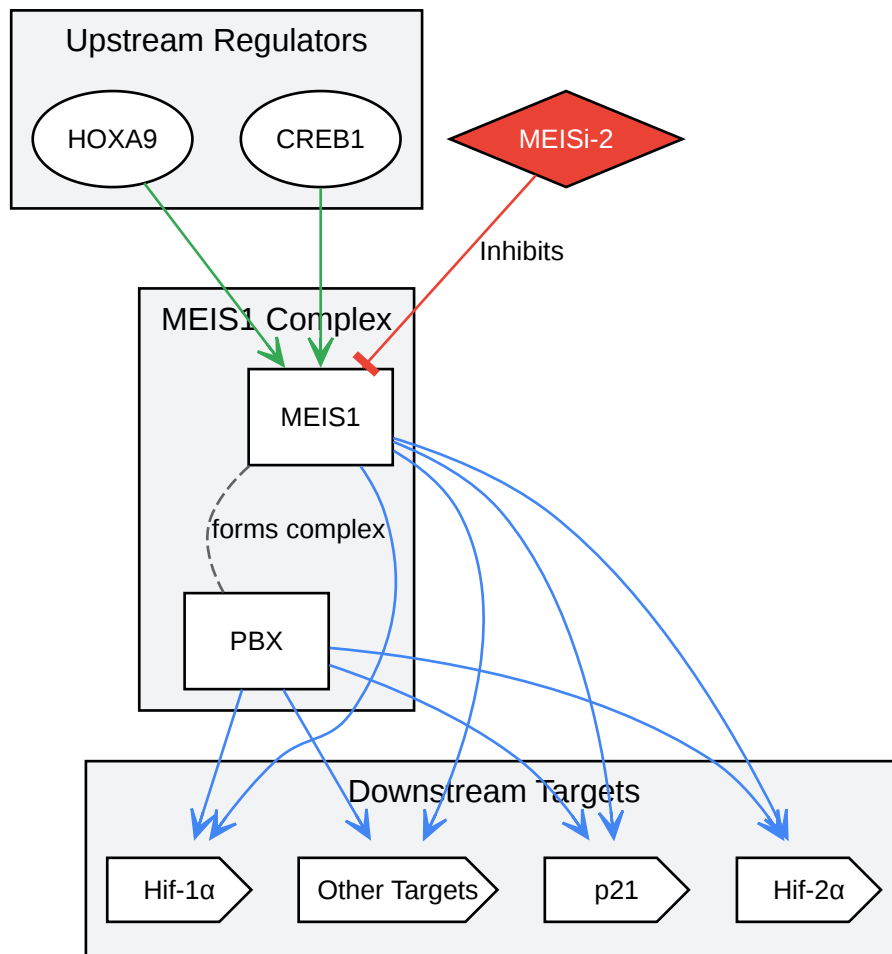 Upstream Regulators
HOXA9
CREB1
MEISi-2
Inhibits
MEIS1 Complex
MEIS1
forms complex
PBX
Downstream Targets
Hif-1α
Other Targets
p21
Hif-2α